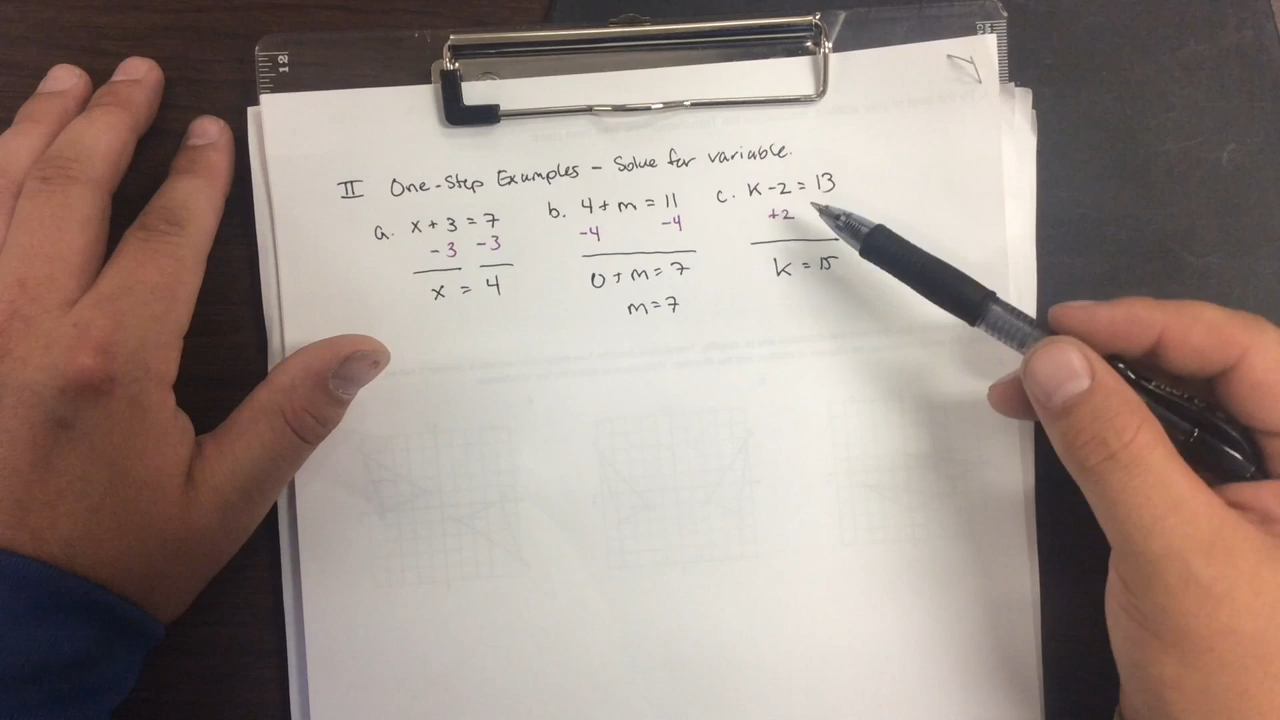 12
7
II One-Step Examples - Solve for variable.
a. x + 3 = 7
-3 -3
x = 4
b. 4 + m = 11
-4 -4
0 + m = 7
m = 7
c. k - 2 = 13
+2
k = 15